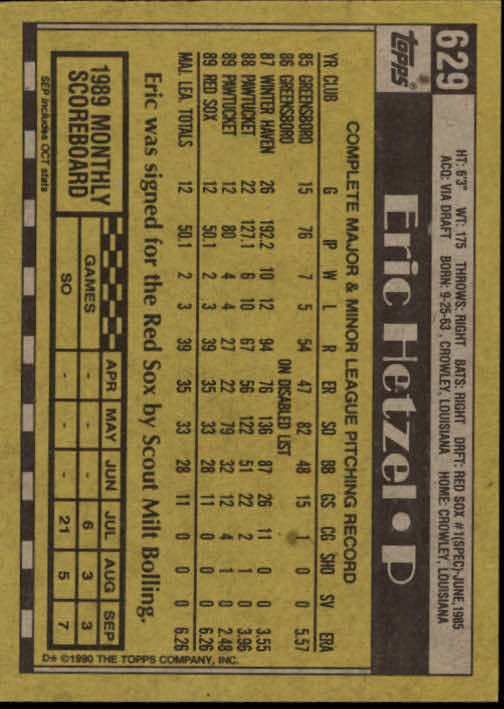 629
topps®
HT: 6'3" WT: 175 THROWS: RIGHT BATS: RIGHT DRFT: RED SOX #1(SPEC)-JUNE, 1985
ACQ: VIA DRAFT BORN: 9-25-63, CROWLEY, LOUISIANA HOME: CROWLEY, LOUISIANA
Eric Hetzel • P
COMPLETE MAJOR & MINOR LEAGUE PITCHING RECORD
YR CLUB G IP W L R ER SO BB GS CG SHO SV ERA
85 GREENSBORO 15 76 7 5 54 47 82 48 15 1 0 0 5.57
86 GREENSBORO ON DISABLED LIST
87 WINTER HAVEN 26 192.2 10 12 94 76 136 87 26 11 0 0 3.55
88 PAWTUCKET 22 127.1 6 10 67 56 122 51 22 2 1 0 3.96
89 PAWTUCKET 12 80 4 4 27 22 79 32 12 4 1 0 2.48
89 RED SOX 12 50.1 2 3 39 35 33 28 11 0 0 0 6.26
MAJ. LEA. TOTALS 12 50.1 2 3 39 35 33 28 11 0 0 0 6.26
Eric was signed for the Red Sox by Scout Milt Bolling.
1989 MONTHLY
SCOREBOARD
SEP includes OCT stats
APR MAY JUN JUL AUG SEP
GAMES - - - 6 3 3
SO - - - 21 5 7
D* ©1990 THE TOPPS COMPANY, INC.